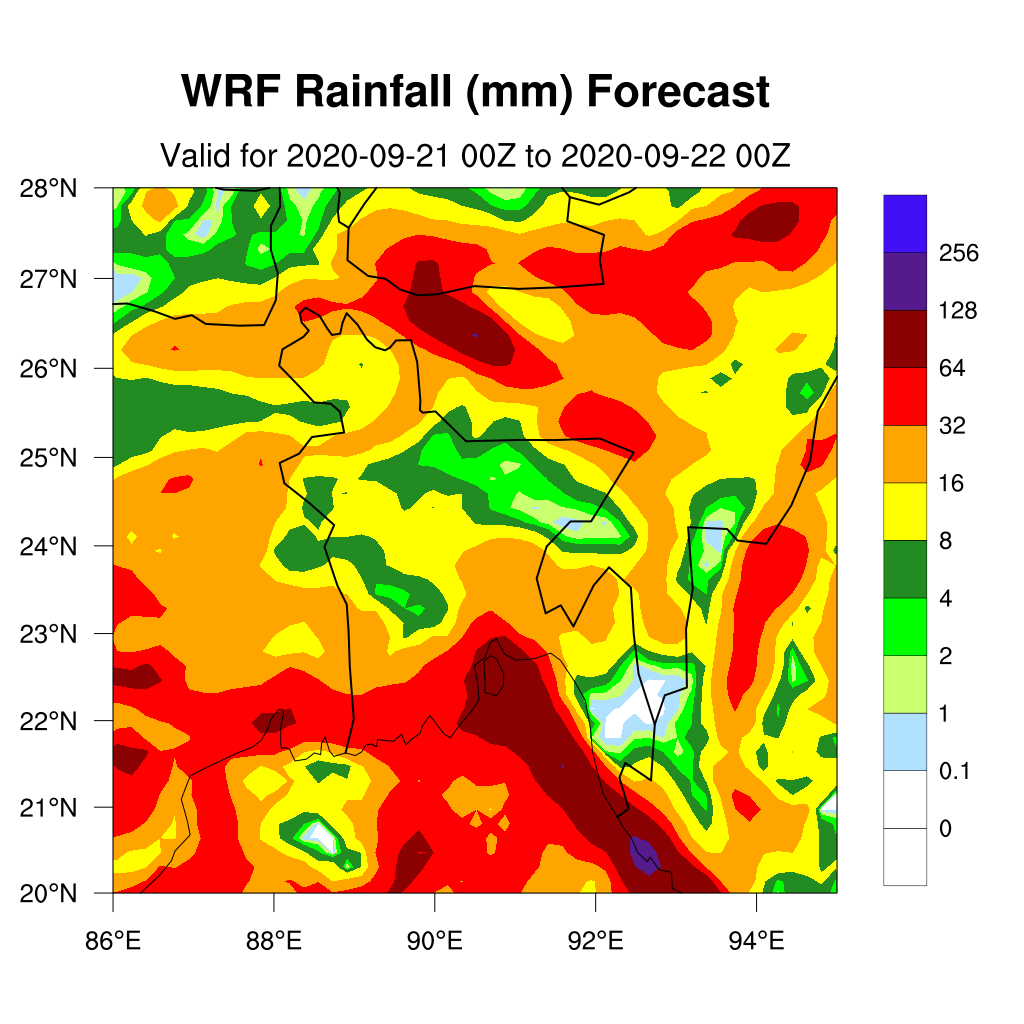 WRF Rainfall (mm) Forecast
Valid for 2020-09-21 00Z to 2020-09-22 00Z
28°N
27°N
26°N
25°N
24°N
23°N
22°N
21°N
20°N
86°E
88°E
90°E
92°E
94°E
256
128
64
32
16
8
4
2
1
0.1
0